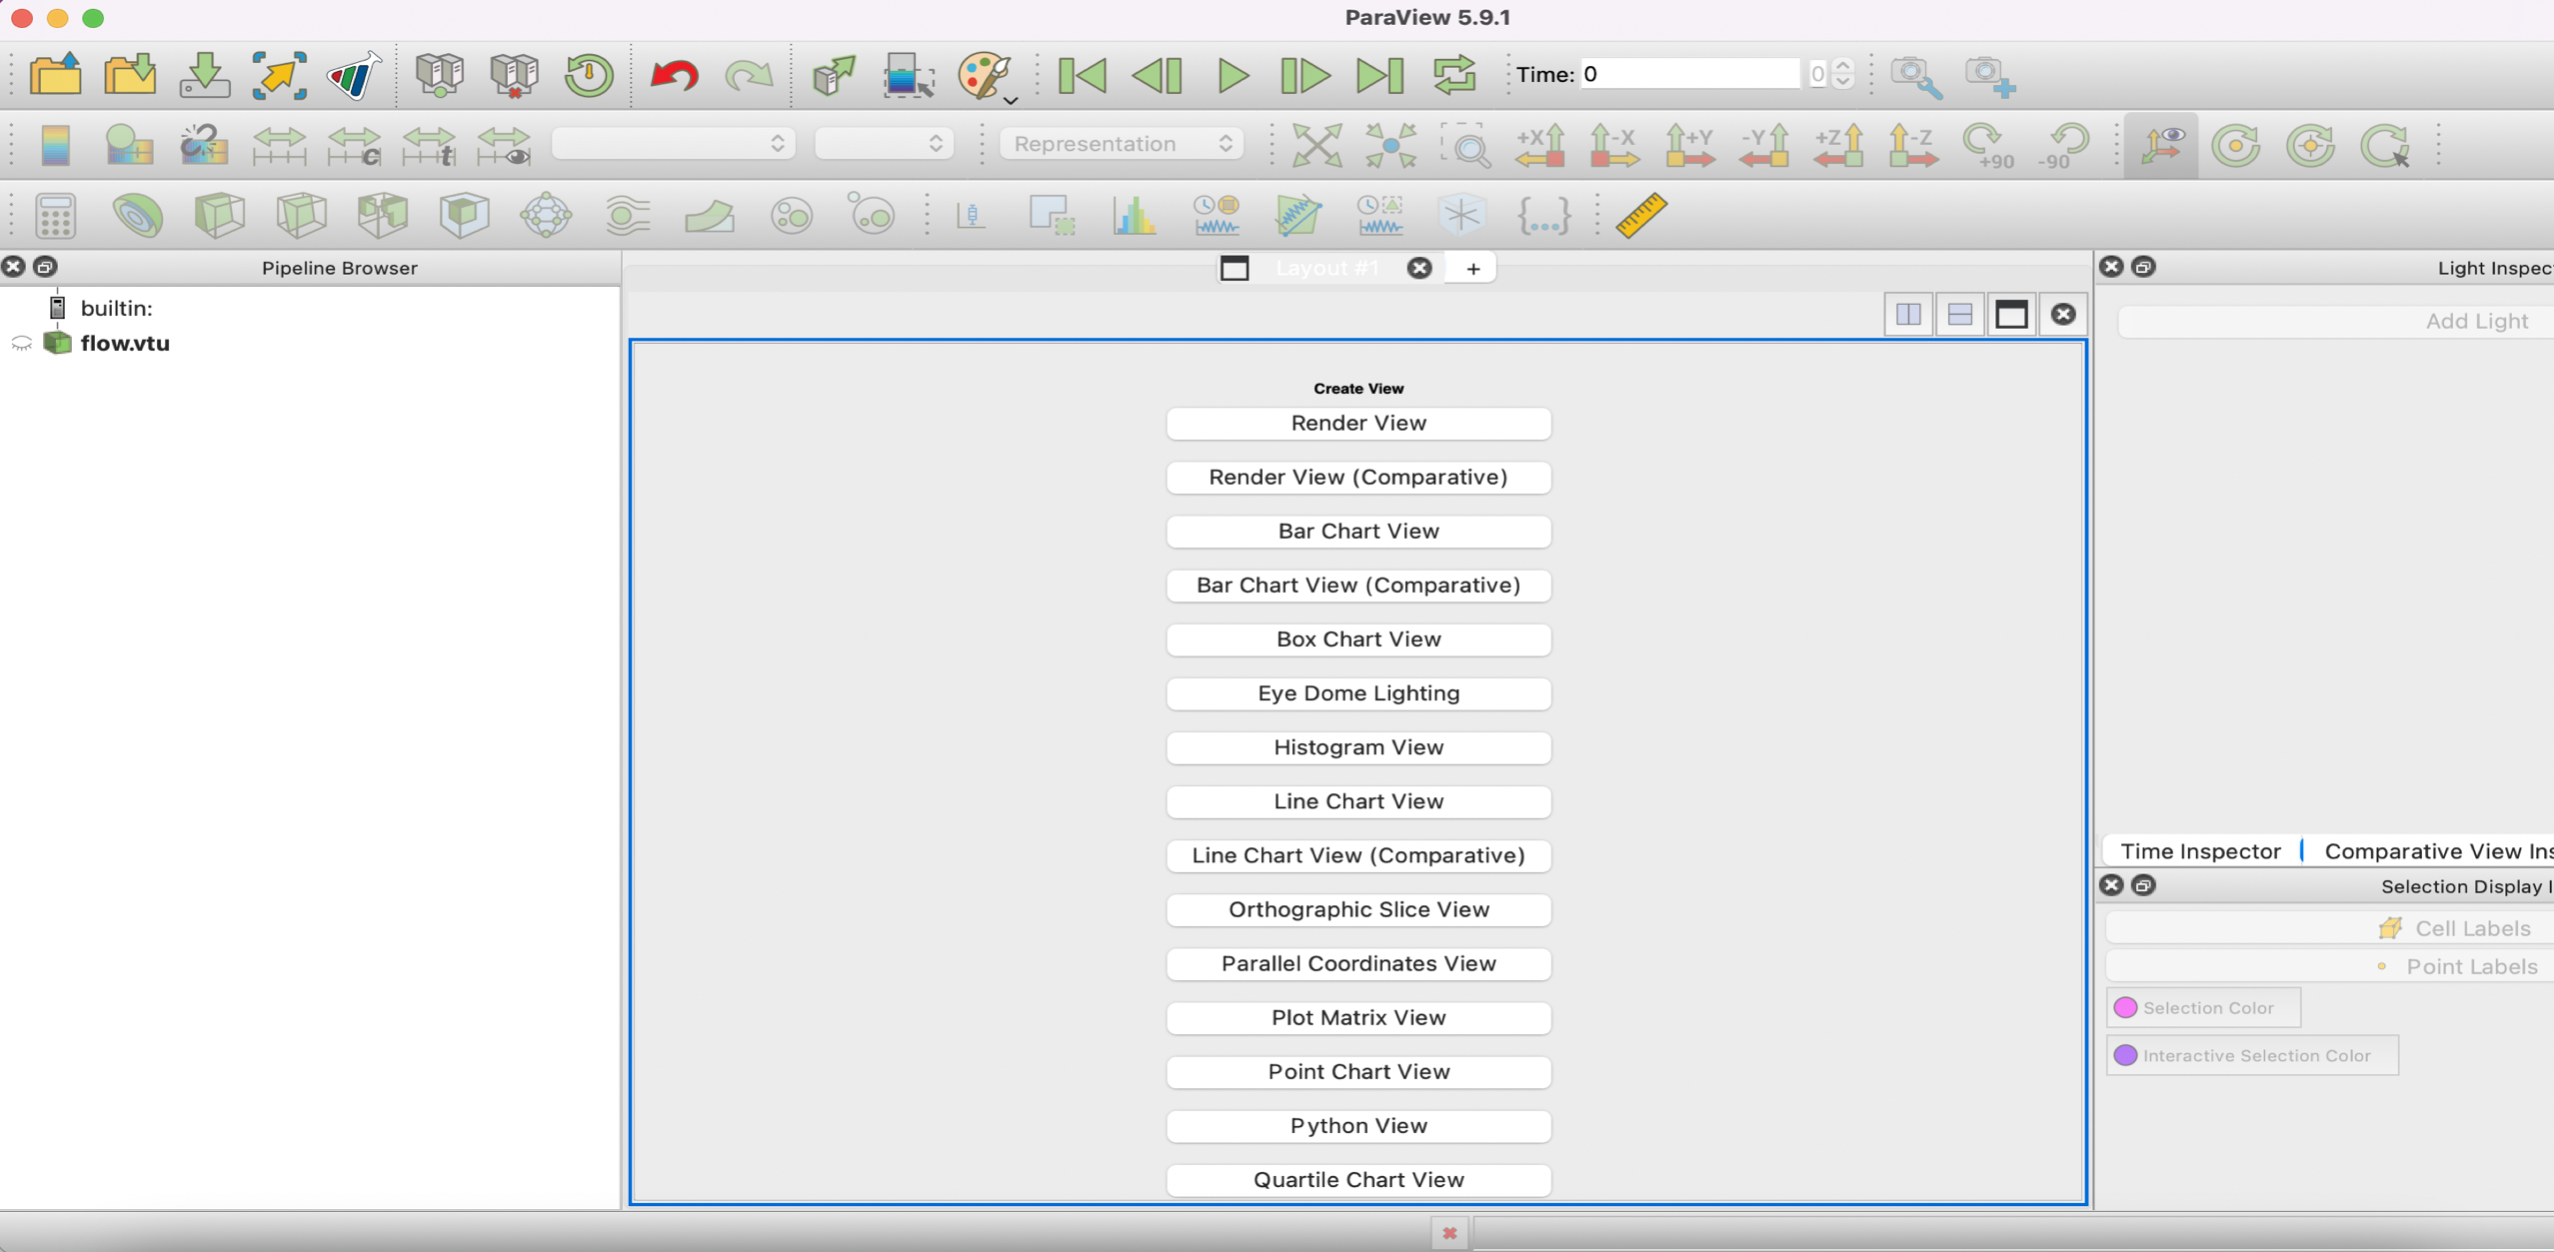 ParaView 5.9.1
Time: 0 0
c t Representation +X -X +Y -Y +Z -Z +90 -90
{...}
Pipeline Browser
builtin:
flow.vtu
Layout #1 +
Create View
Render View
Render View (Comparative)
Bar Chart View
Bar Chart View (Comparative)
Box Chart View
Eye Dome Lighting
Histogram View
Line Chart View
Line Chart View (Comparative)
Orthographic Slice View
Parallel Coordinates View
Plot Matrix View
Point Chart View
Python View
Quartile Chart View
Light Inspec
Add Light
Time Inspector Comparative View Ins
Selection Display I
Cell Labels
Point Labels
Selection Color
Interactive Selection Color